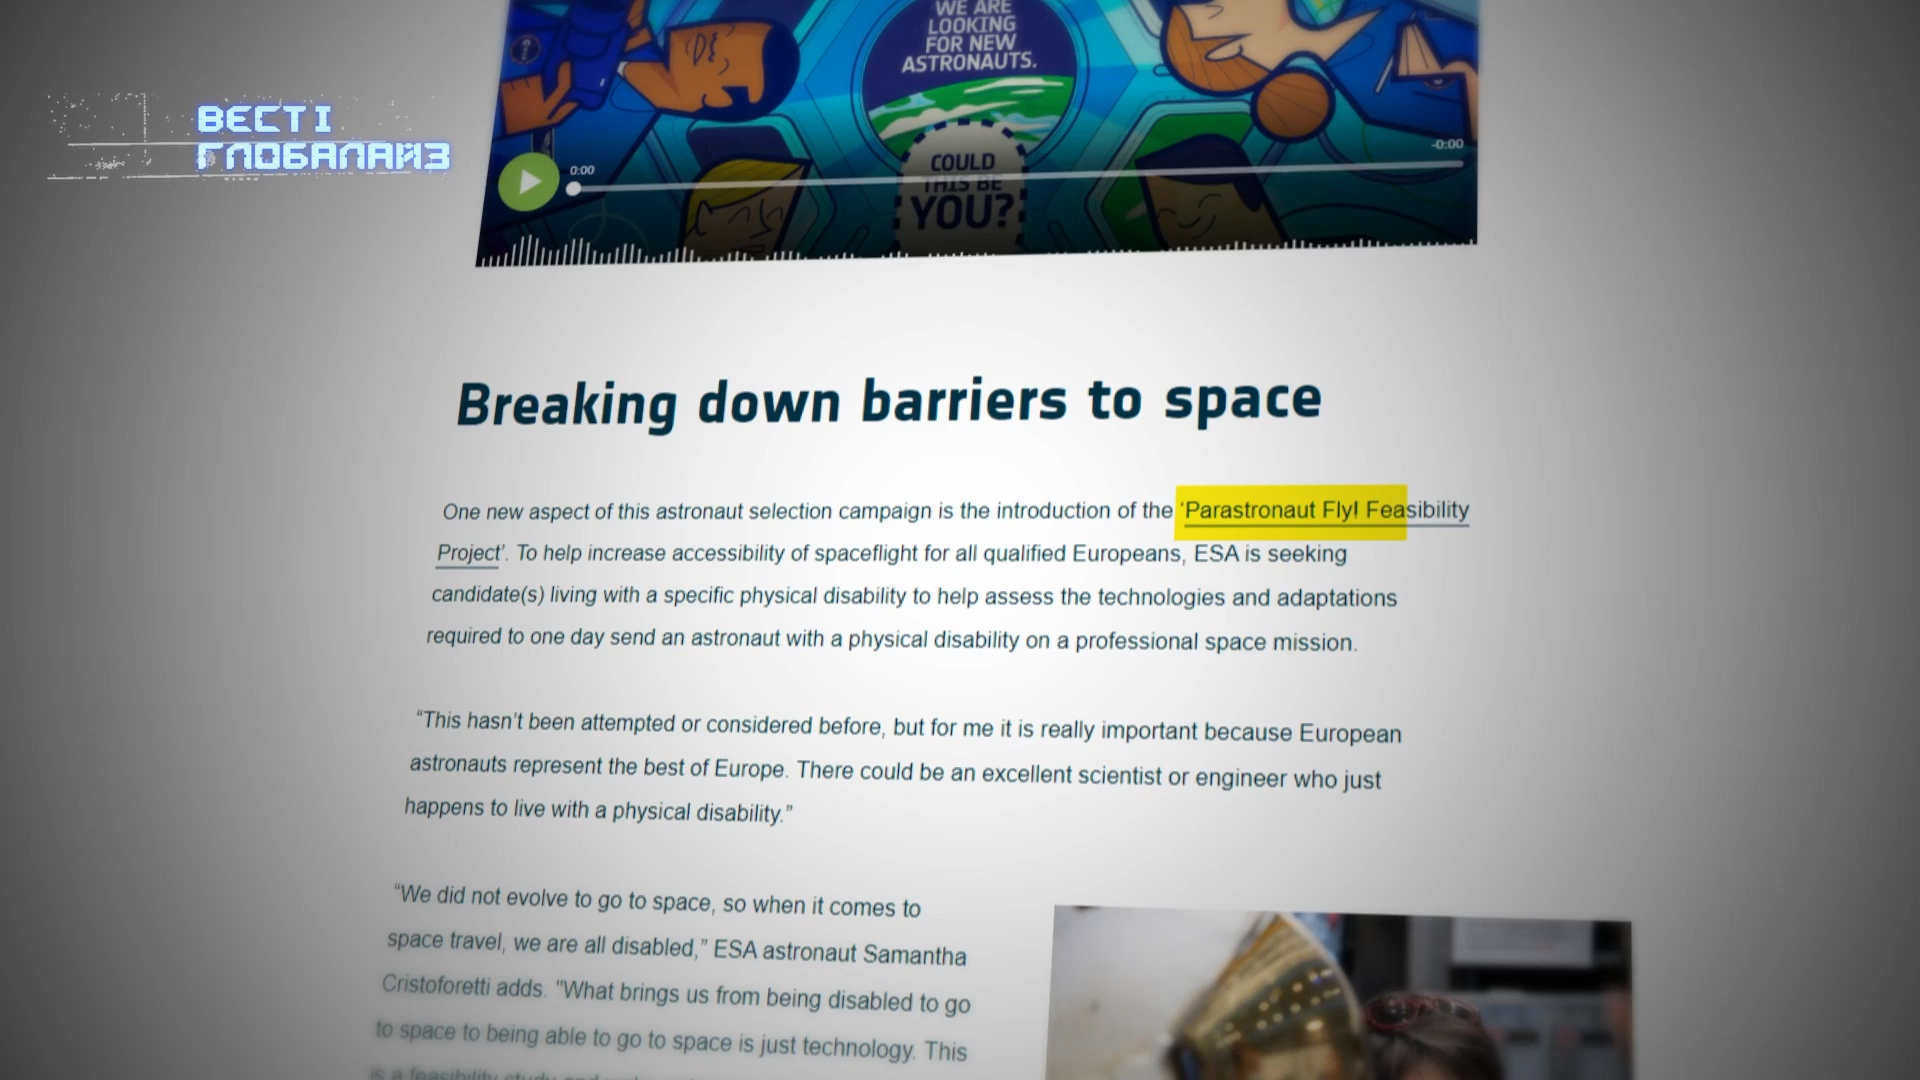 WE ARE
LOOKING
FOR NEW
ASTRONAUTS.
ВЕСТІ
ГЛОБАЛАЙЗ
-0:00
COULD
THIS BE
YOU?
0:00
Breaking down barriers to space
One new aspect of this astronaut selection campaign is the introduction of the ‘Parastronaut Fly! Feasibility
Project’. To help increase accessibility of spaceflight for all qualified Europeans, ESA is seeking
candidate(s) living with a specific physical disability to help assess the technologies and adaptations
required to one day send an astronaut with a physical disability on a professional space mission.
“This hasn’t been attempted or considered before, but for me it is really important because European
astronauts represent the best of Europe. There could be an excellent scientist or engineer who just
happens to live with a physical disability.”
“We did not evolve to go to space, so when it comes to
space travel, we are all disabled,” ESA astronaut Samantha
Cristoforetti adds. "What brings us from being disabled to go
to space to being able to go to space is just technology. This
is a feasibility study